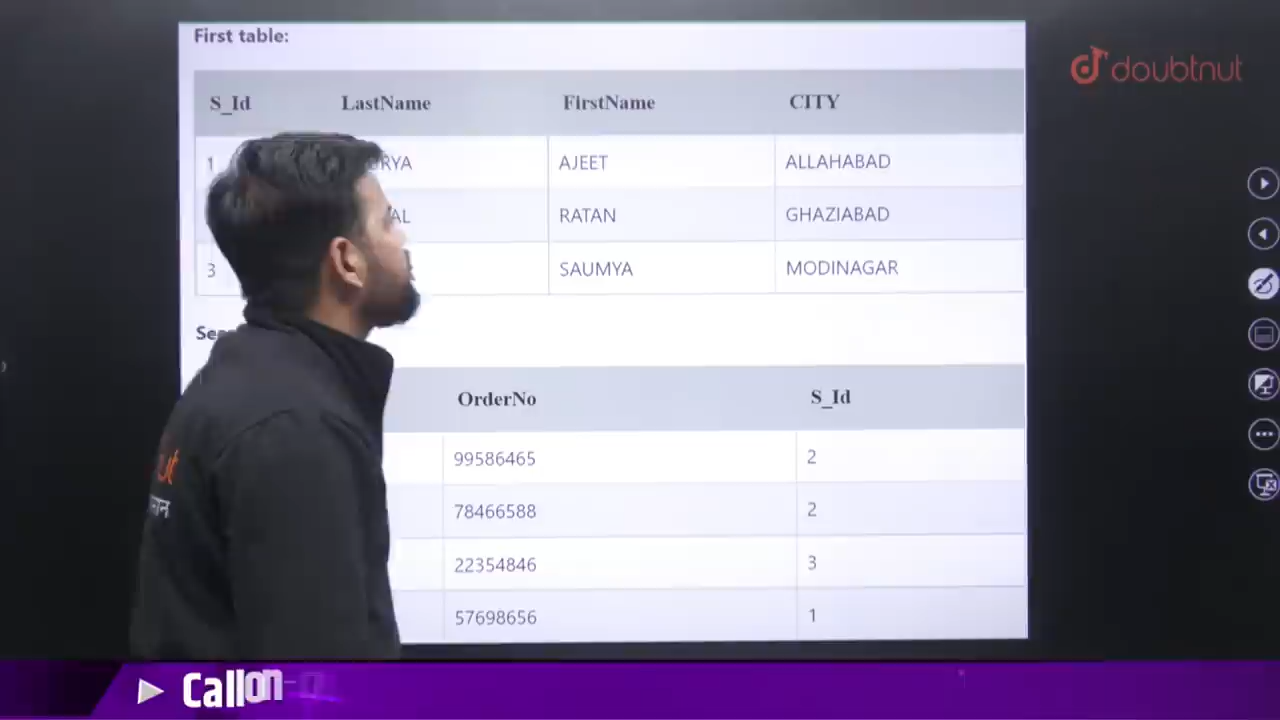 First table:
doubtnut
S_Id LastName FirstName CITY
1 AJEET ALLAHABAD
RATAN GHAZIABAD
3 SAUMYA MODINAGAR
OrderNo S_Id
99586465 2
78466588 2
22354846 3
57698656 1
Call on